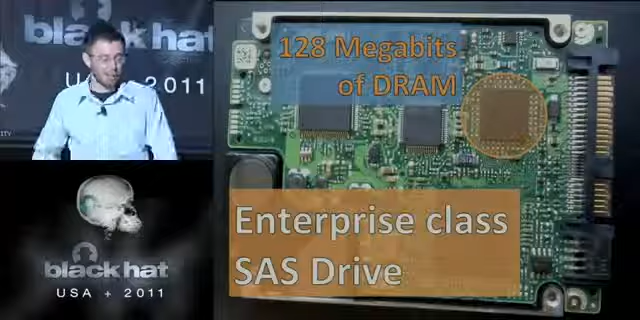 black hat
USA + 2011
128 Megabits
of DRAM
Enterprise class
SAS Drive
black hat
USA + 2011